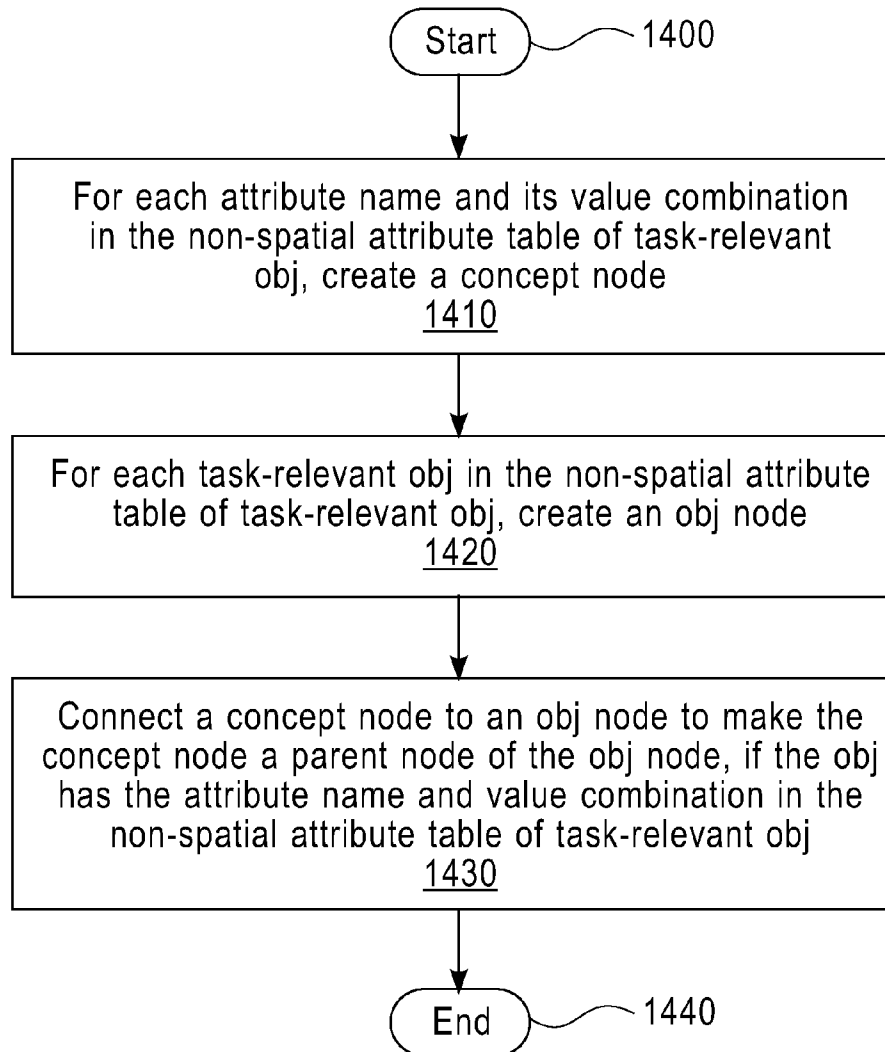 Start
1400
For each attribute name and its value combination
in the non-spatial attribute table of task-relevant
obj, create a concept node
1410
For each task-relevant obj in the non-spatial attribute
table of task-relevant obj, create an obj node
1420
Connect a concept node to an obj node to make the
concept node a parent node of the obj node, if the obj
has the attribute name and value combination in the
non-spatial attribute table of task-relevant obj
1430
End
1440